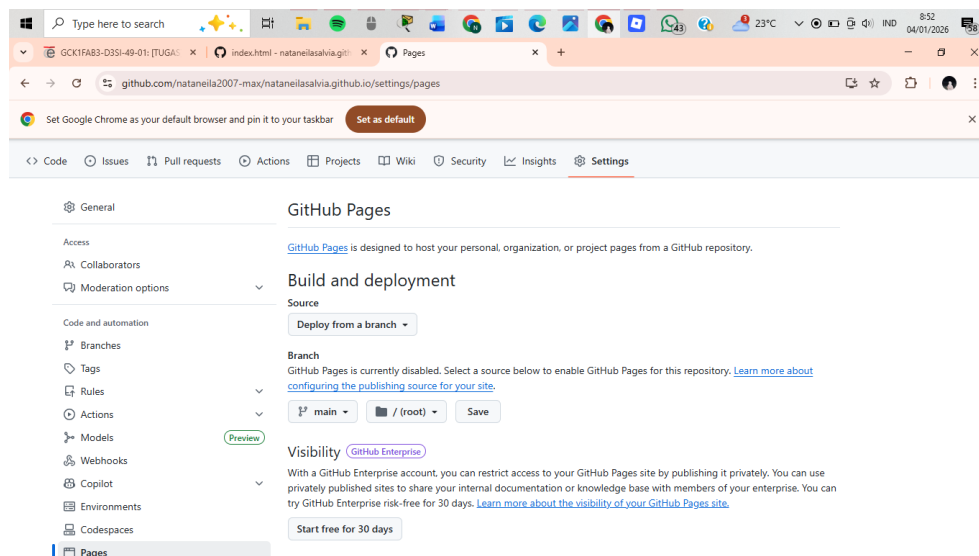 Type here to search
43
23°C
IND
8:52
04/01/2026
58
GCK1FAB3-D3SI-49-01: [TUGAS
index.html - nataneilasalvia.gith
Pages
github.com/nataneila2007-max/nataneilasalvia.github.io/settings/pages
Set Google Chrome as your default browser and pin it to your taskbar
Set as default
Code
Issues
Pull requests
Actions
Projects
Wiki
Security
Insights
Settings
General
Access
Collaborators
Moderation options
Code and automation
Branches
Tags
Rules
Actions
Models
Preview
Webhooks
Copilot
Environments
Codespaces
Pages
GitHub Pages
GitHub Pages is designed to host your personal, organization, or project pages from a GitHub repository.
Build and deployment
Source
Deploy from a branch
Branch
GitHub Pages is currently disabled. Select a source below to enable GitHub Pages for this repository. Learn more about
configuring the publishing source for your site.
main
/ (root)
Save
Visibility GitHub Enterprise
With a GitHub Enterprise account, you can restrict access to your GitHub Pages site by publishing it privately. You can use
privately published sites to share your internal documentation or knowledge base with members of your enterprise. You can
try GitHub Enterprise risk-free for 30 days. Learn more about the visibility of your GitHub Pages site.
Start free for 30 days